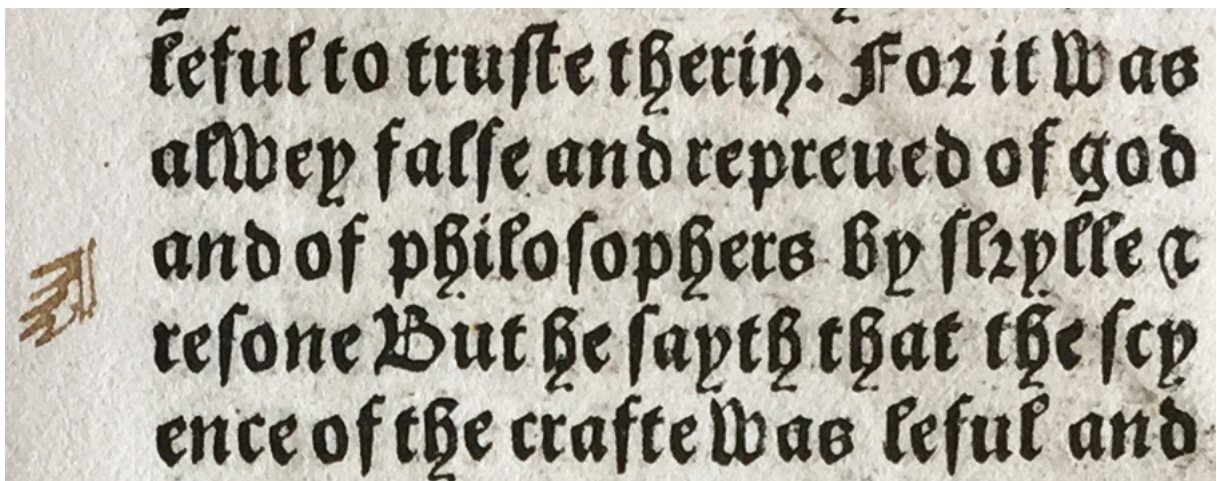 leful to truſte therin. Foꝛ it was
alwey falſe and repreued of god
and of philoſophers by ſkylle ⁊
reſone But he ſayth that the ſcy
ence of the crafte was leful and